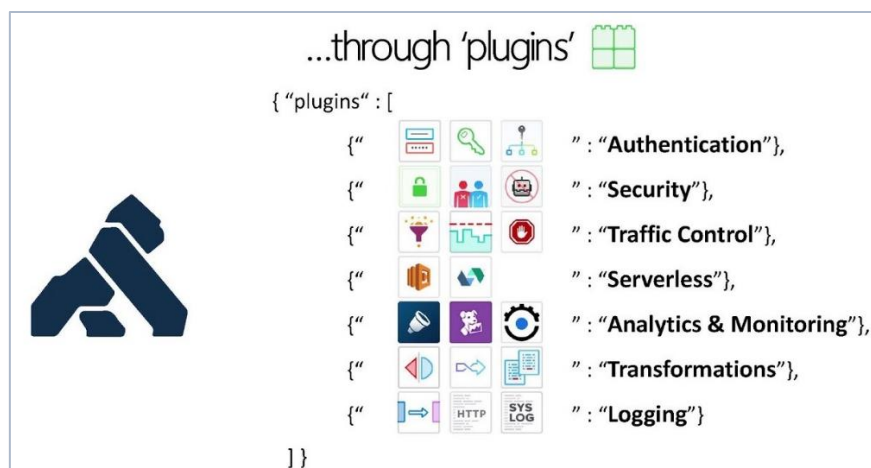 ...through ‘plugins’
{ “plugins“ : [
{“ ” : “Authentication”},
{“ ” : “Security”},
{“ ” : “Traffic Control”},
{“ ” : “Serverless”},
{“ ” : “Analytics & Monitoring”},
{“ ” : “Transformations”},
{“ HTTP SYS LOG ” : “Logging”}
] }